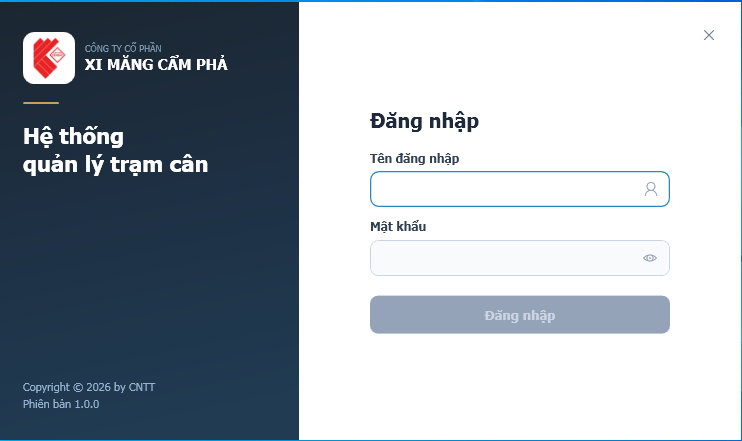 CÔNG TY CỔ PHẦN
XI MĂNG CẨM PHẢ
Hệ thống
quản lý trạm cân
Copyright © 2026 by CNTT
Phiên bản 1.0.0
Đăng nhập
Tên đăng nhập
Mật khẩu
Đăng nhập